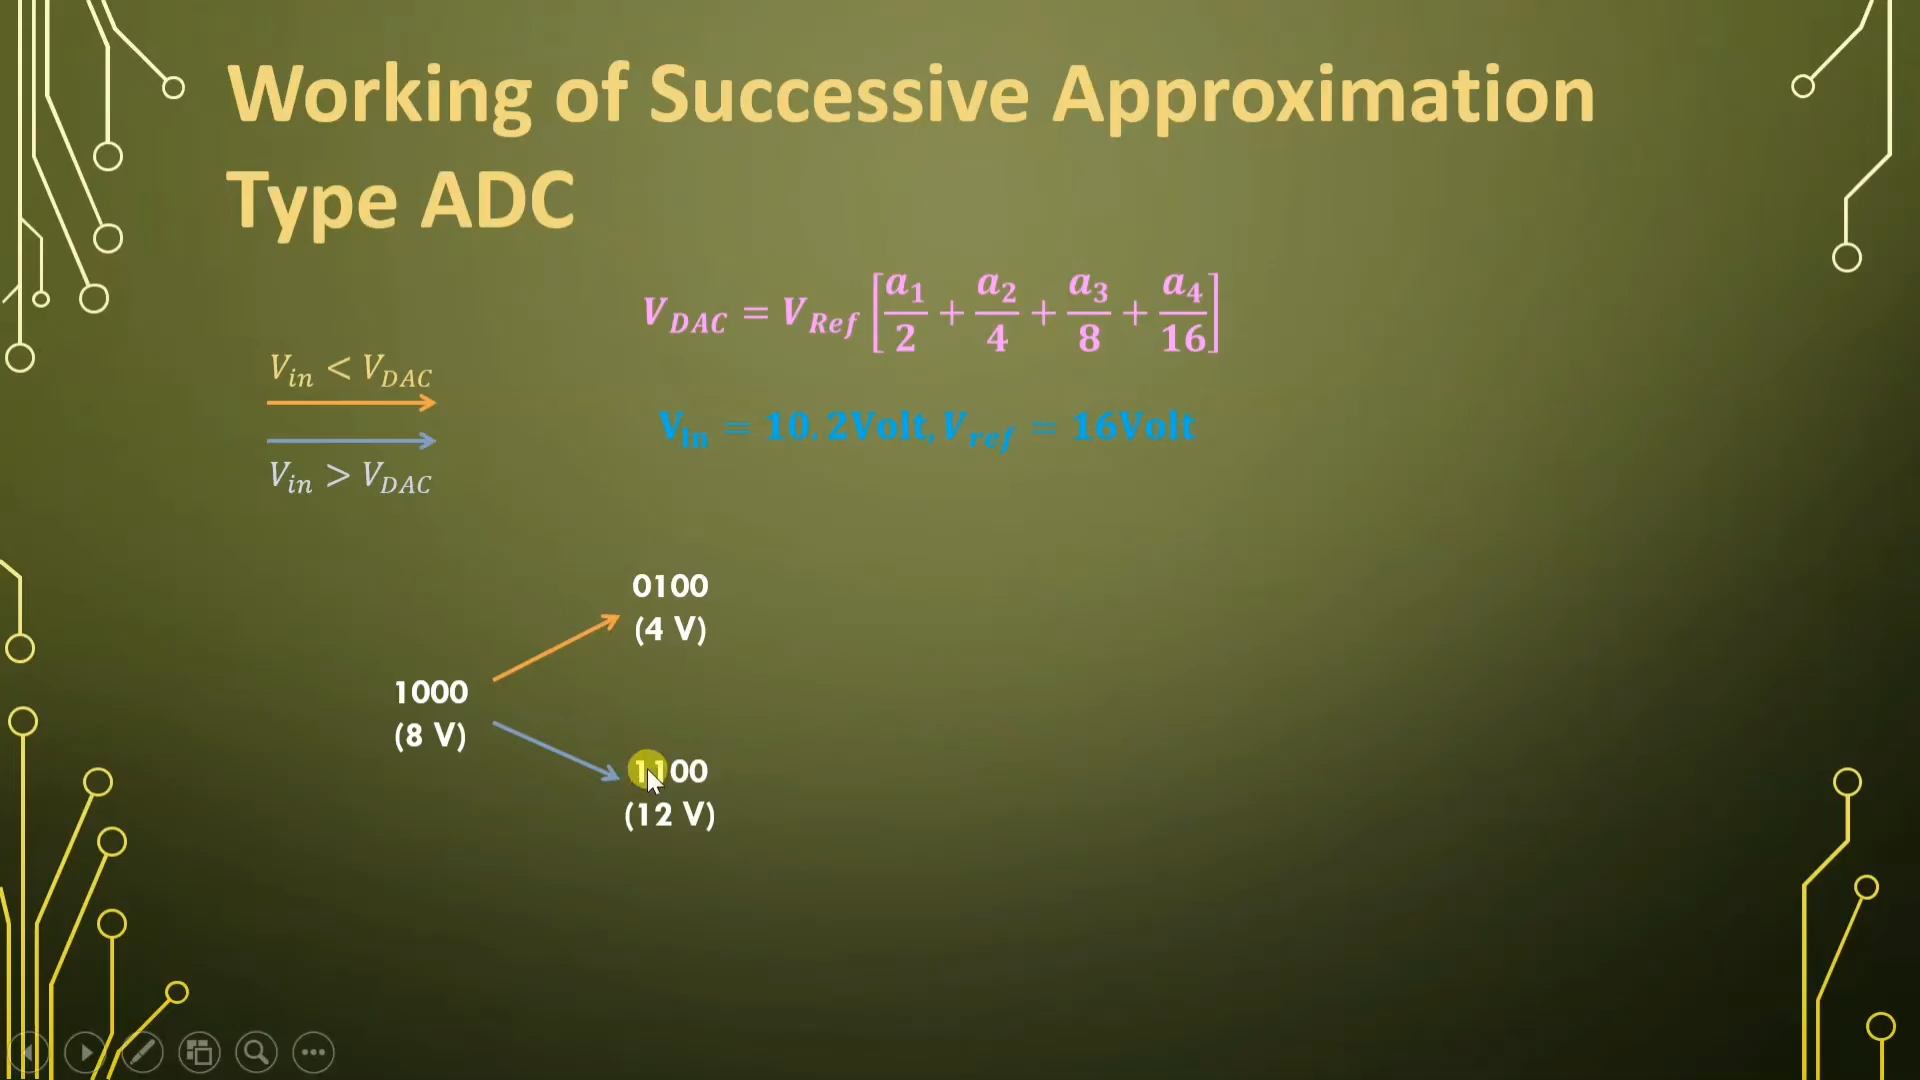 Working of Successive Approximation
Type ADC
V_DAC = V_Ref [a_1/2 + a_2/4 + a_3/8 + a_4/16]
V_in < V_DAC
V_in > V_DAC
V_in = 10.2Volt, V_ref = 16Volt
0100
(4 V)
1000
(8 V)
1100
(12 V)